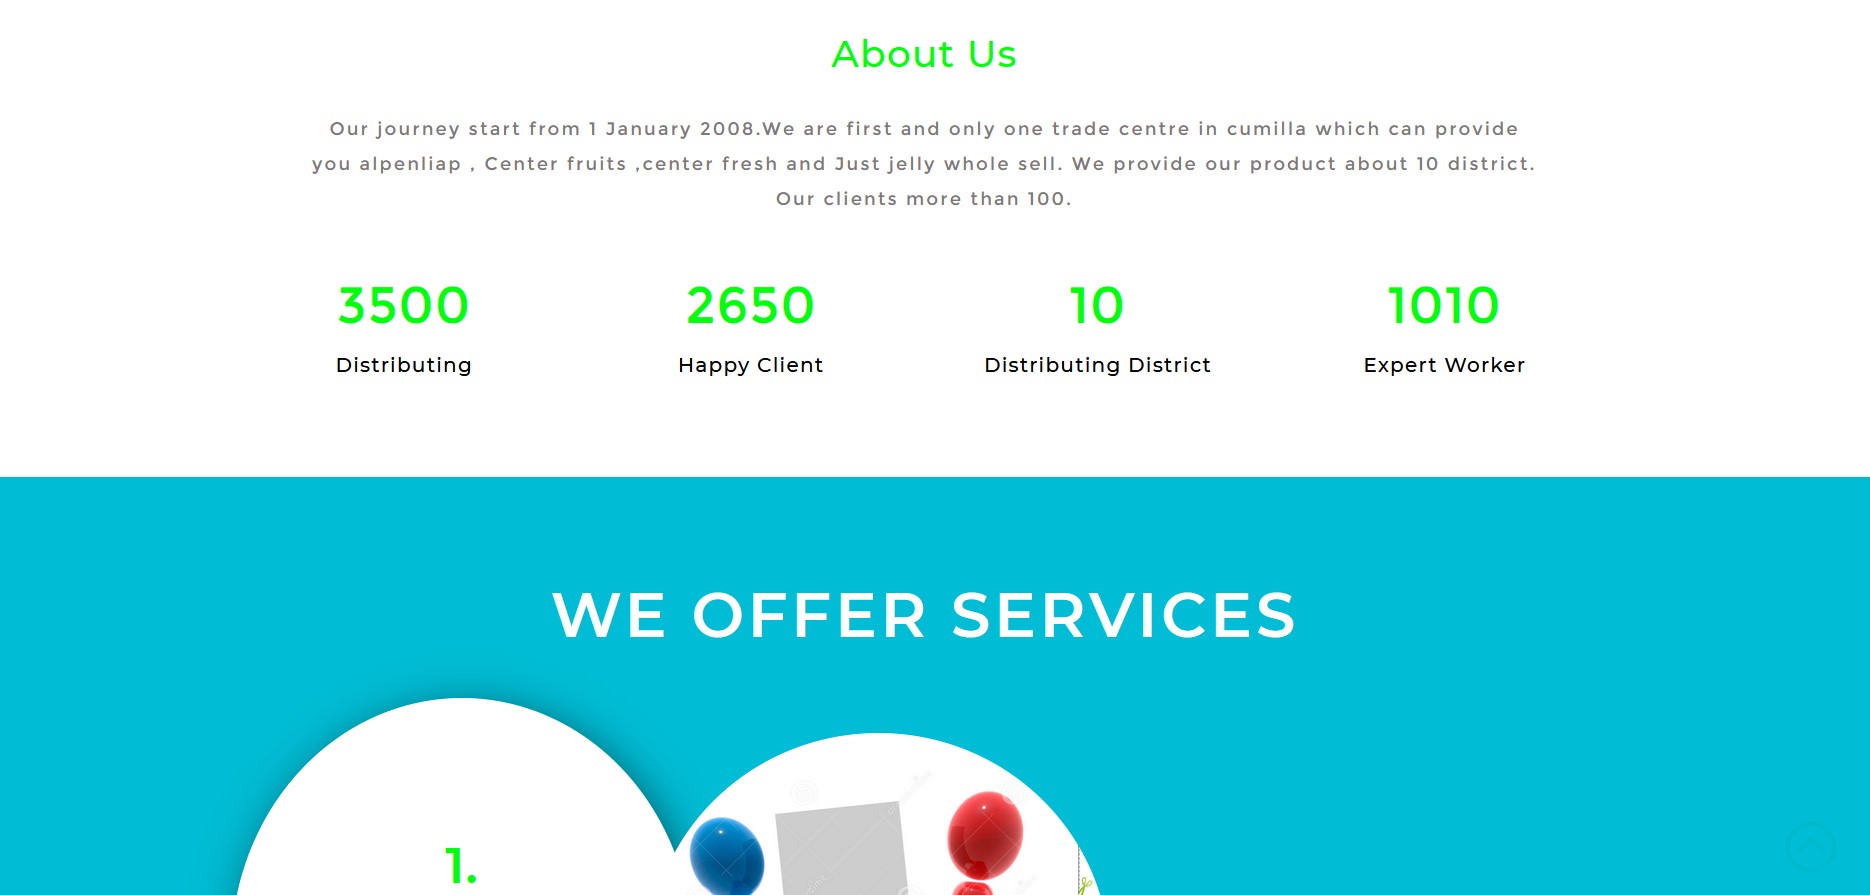 About Us
Our journey start from 1 January 2008.We are first and only one trade centre in cumilla which can provide
you alpenliap , Center fruits ,center fresh and Just jelly whole sell. We provide our product about 10 district.
Our clients more than 100.
3500
2650
10
1010
Distributing
Happy Client
Distributing District
Expert Worker
WE OFFER SERVICES
1.